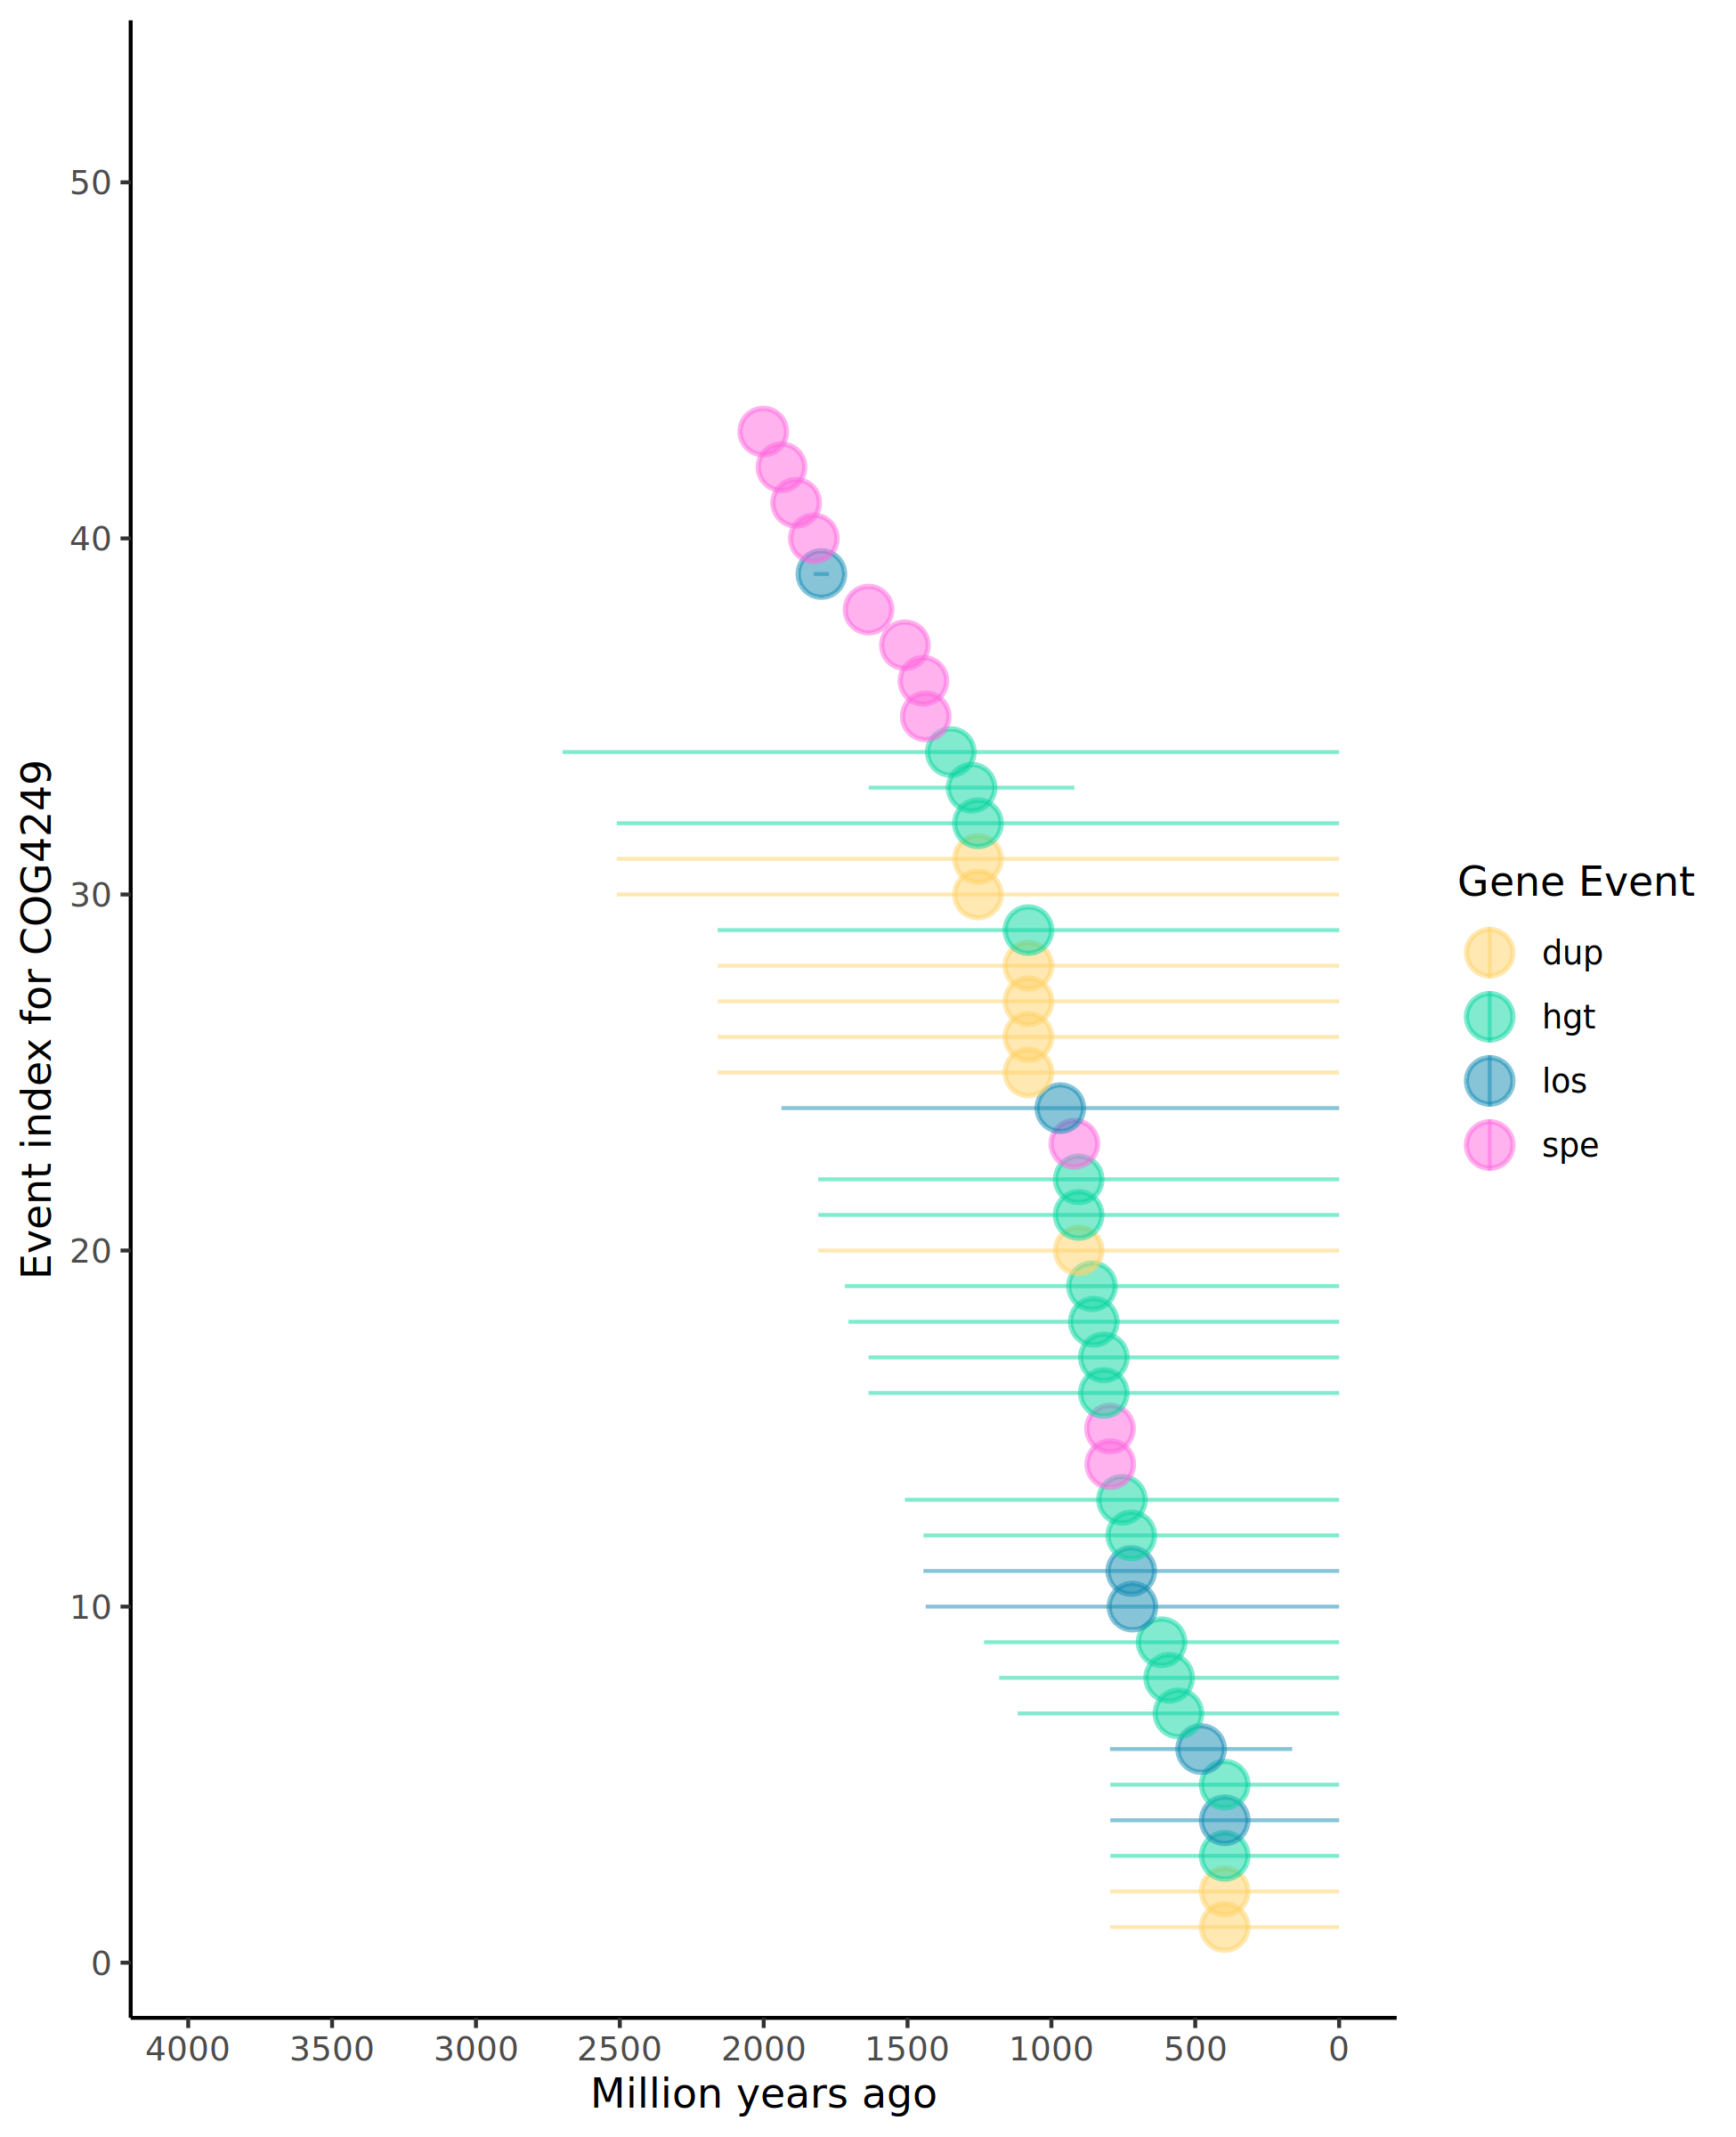 50
40
30
20
10
0
Event index for COG4249
4000 3500 3000 2500 2000 1500 1000 500 0
Million years ago
Gene Event
dup
hgt
los
spe